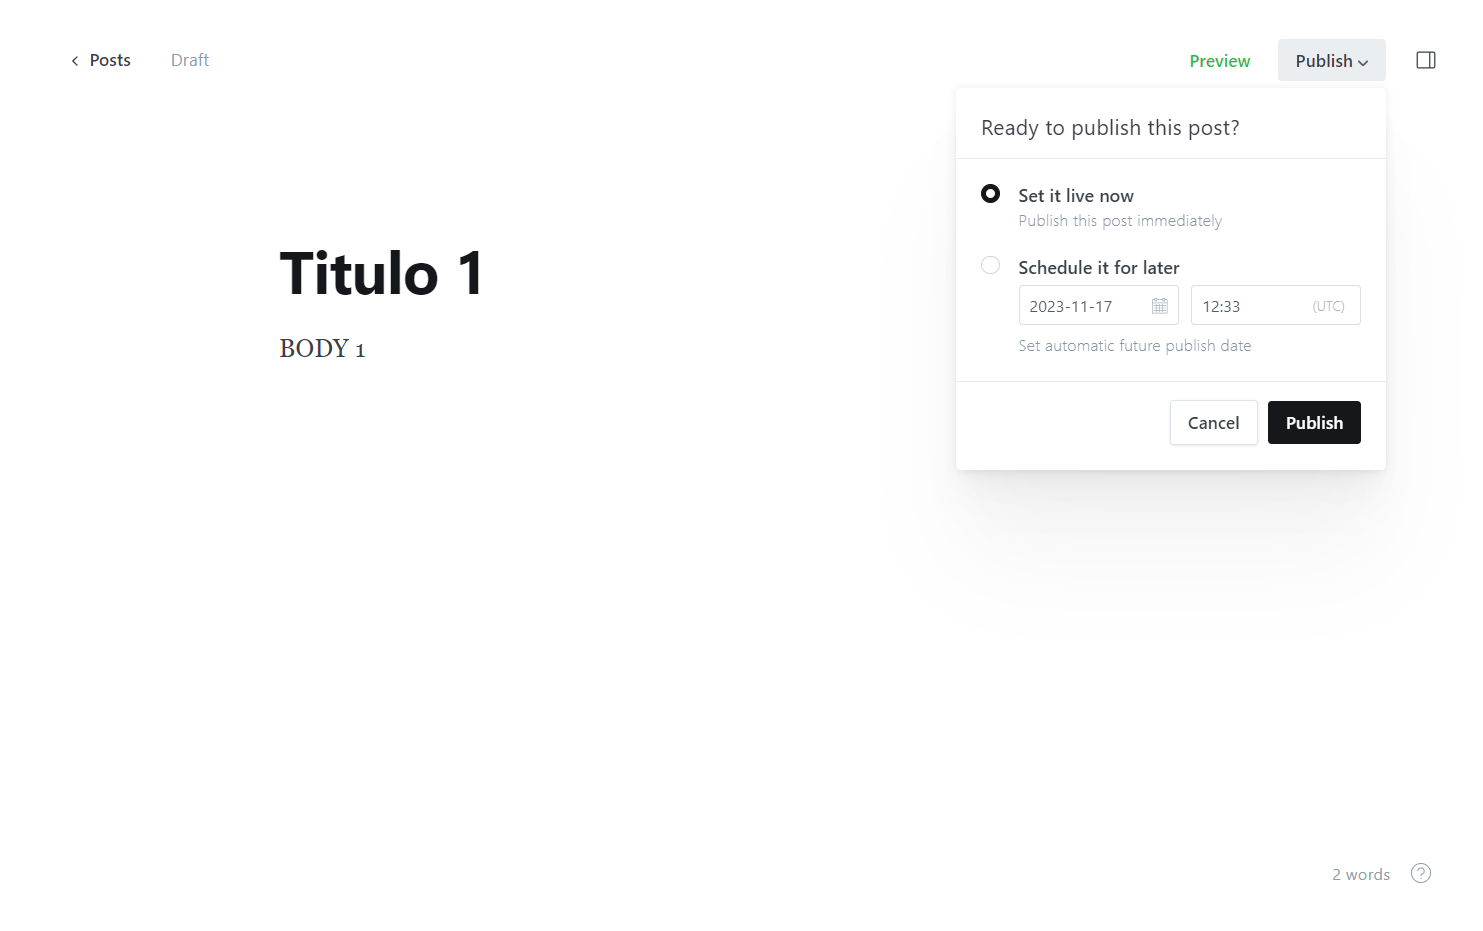 Posts
Draft
Preview
Publish
Ready to publish this post?
Set it live now
Publish this post immediately
Schedule it for later
2023-11-17
12:33 (UTC)
Set automatic future publish date
Cancel
Publish
Titulo 1
BODY 1
2 words
?